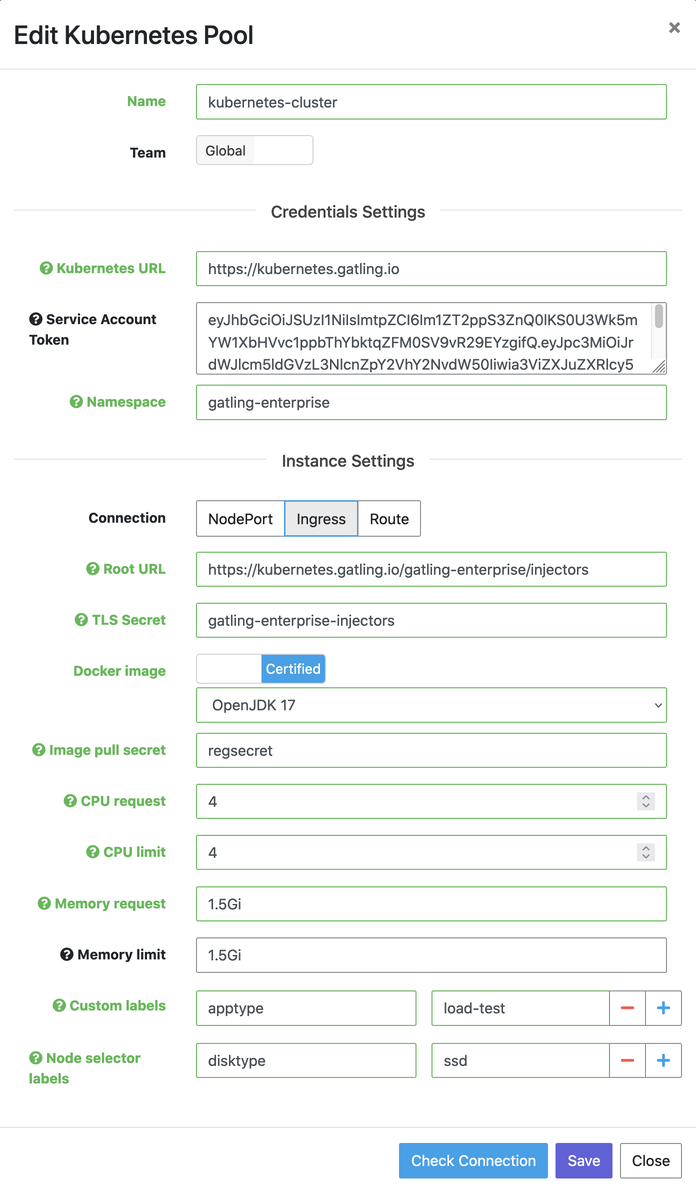 Edit Kubernetes Pool
×
Name
kubernetes-cluster
Team
Global
Credentials Settings
Kubernetes URL
https://kubernetes.gatling.io
Service Account
Token
eyJhbGciOiJSUzI1NiIsImtpZCI6Im1ZT2ppS3ZnQ0lKS0U3Wk5m
YW1XbHVvc1ppbThYbktqZFM0SV9vR29EYzgifQ.eyJpc3MiOiJr
dWJlcm5ldGVzL3NlcnZpY2VhY2NvdW50Iiwia3ViZXJuZXRlcy5
Namespace
gatling-enterprise
Instance Settings
Connection
NodePort Ingress Route
Root URL
https://kubernetes.gatling.io/gatling-enterprise/injectors
TLS Secret
gatling-enterprise-injectors
Docker image
Certified
OpenJDK 17
Image pull secret
regsecret
CPU request
4
CPU limit
4
Memory request
1.5Gi
Memory limit
1.5Gi
Custom labels
apptype load-test
Node selector
labels
disktype ssd
Check Connection Save Close